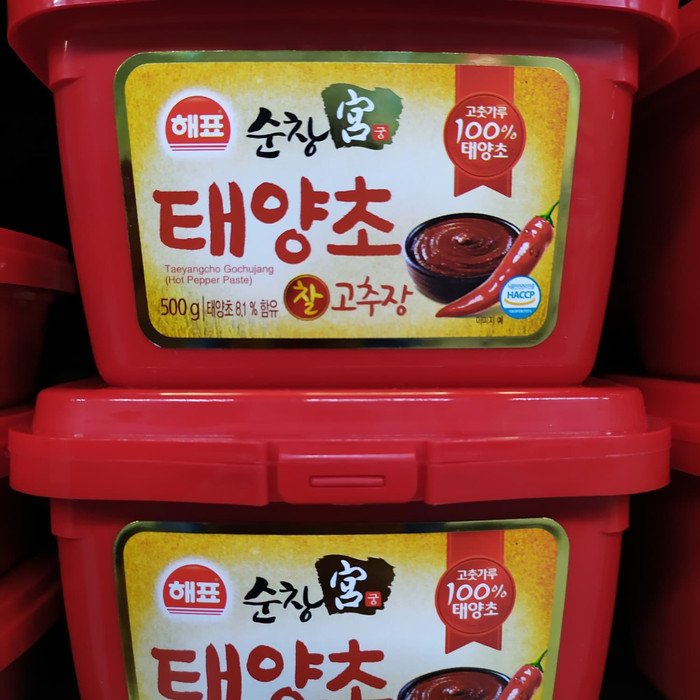 해표
순창宮
궁
고춧가루
100%
태양초
태양초
Taeyangcho Gochujang
(Hot Pepper Paste)
500g | 태양초 8.1% 함유
찰고추장
HACCP
해표
순창宮
궁
고춧가루
100%
태양초
태양초